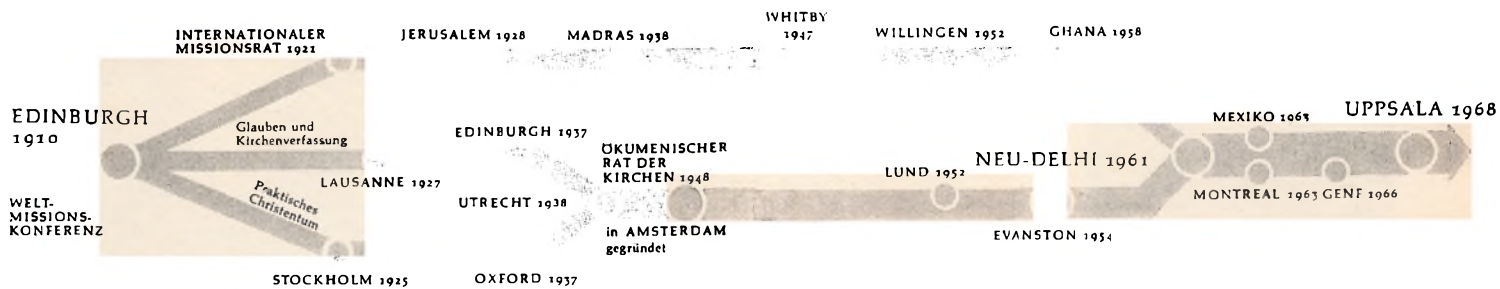 INTERNATIONALER
MISSIONSRAT 1921
JERUSALEM 1928
MADRAS 1938
WHITBY
1947
WILLINGEN 1952
GHANA 1958
EDINBURGH
1910
WELT-
MISSIONS-
KONFERENZ
Glauben und
Kirchenverfassung
LAUSANNE 1927
Praktisches
Christentum
STOCKHOLM 1925
EDINBURGH 1937
UTRECHT 1938
OXFORD 1937
ÖKUMENISCHER
RAT DER
KIRCHEN 1948
in AMSTERDAM
gegründet
LUND 1952
EVANSTON 1954
NEU-DELHI 1961
MEXIKO 1963
MONTREAL 1963
GENF 1966
UPPSALA 1968